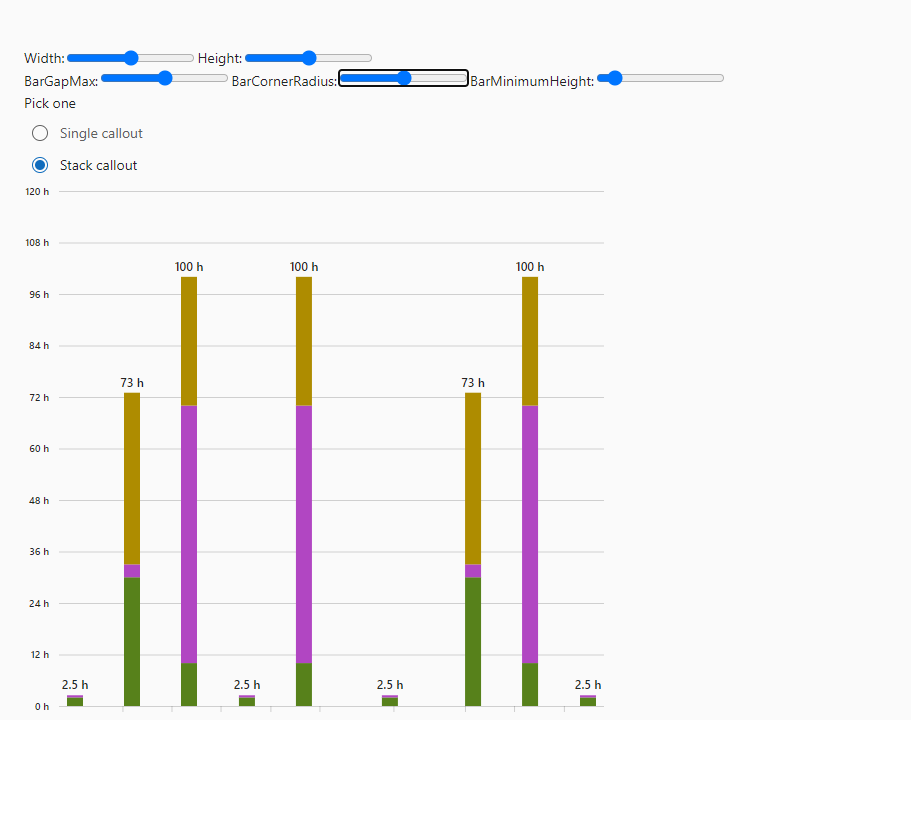 Width: Height:
BarGapMax: BarCornerRadius: BarMinimumHeight:
Pick one
Single callout
Stack callout
120 h
108 h
100 h 100 h 100 h
96 h
84 h
73 h 73 h
72 h
60 h
48 h
36 h
24 h
12 h
2.5 h 2.5 h 2.5 h 2.5 h
0 h